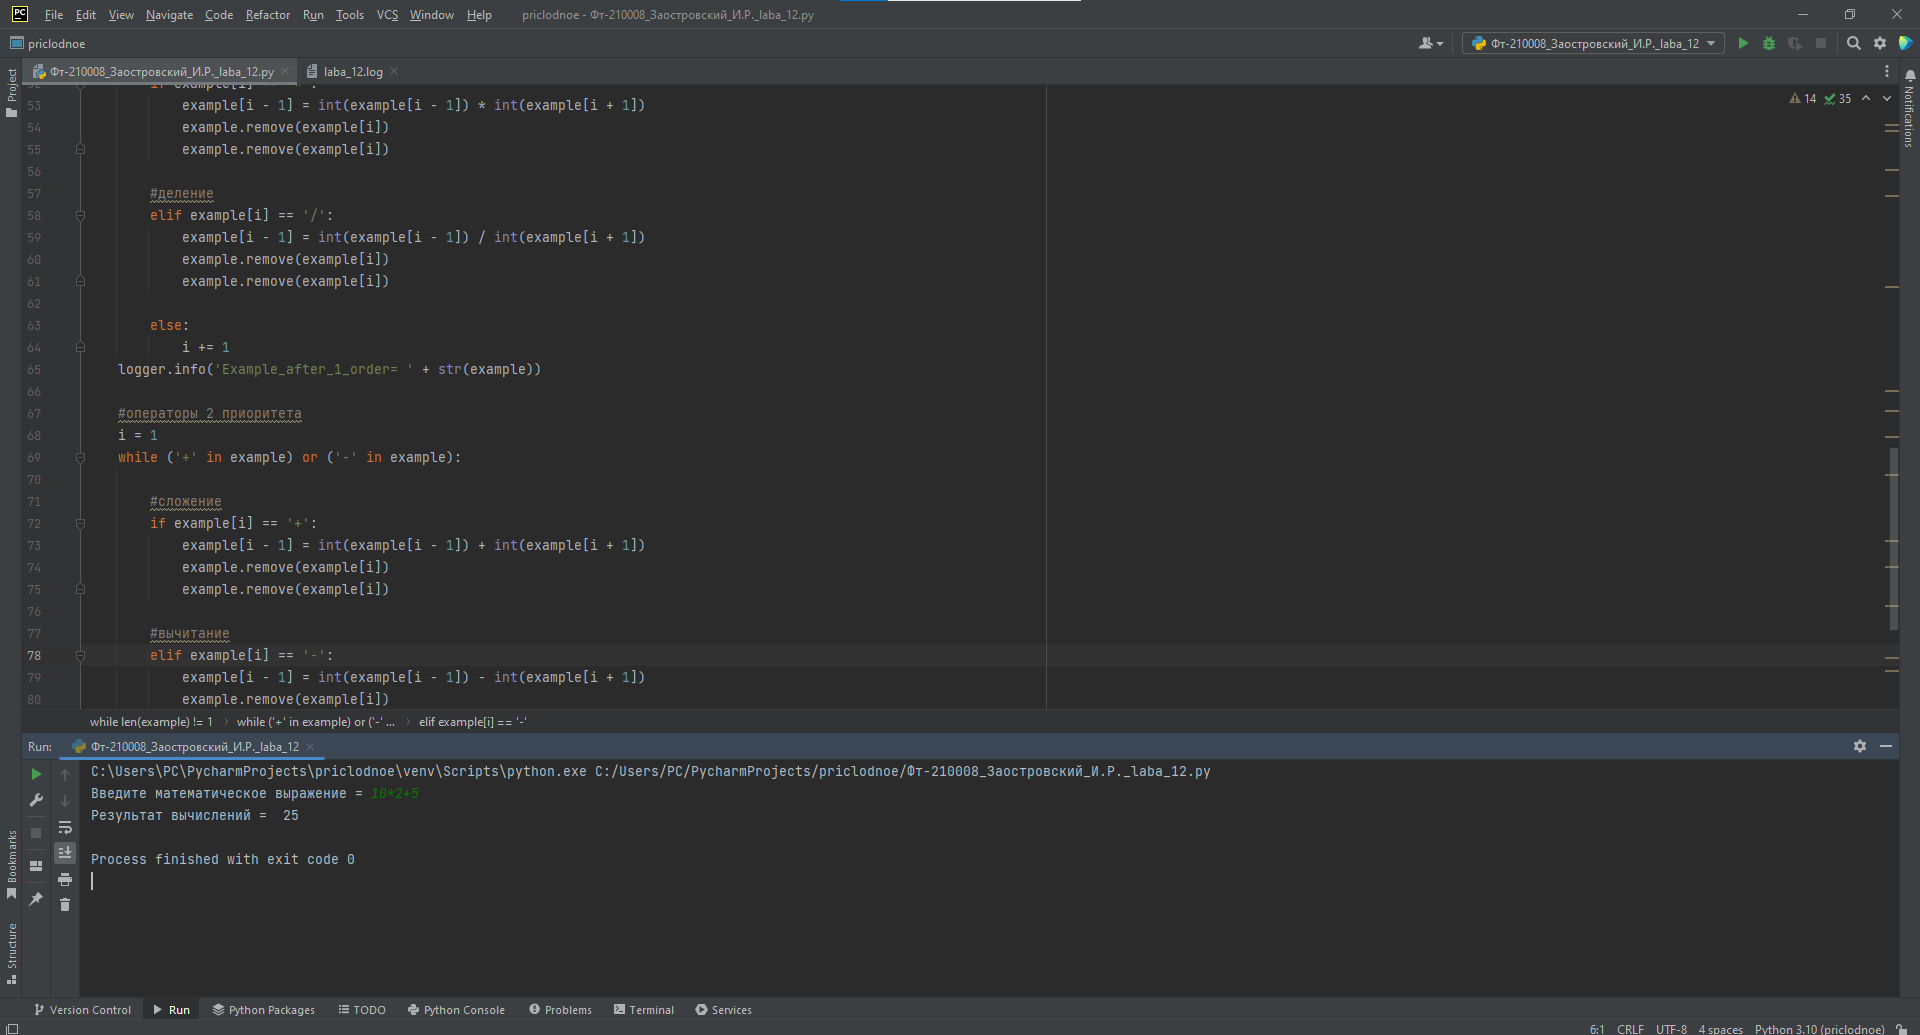 PC File Edit View Navigate Code Refactor Run Tools VCS Window Help priclodnoe - Фт-210008_Заостровский_И.Р._laba_12.py
priclodnoe Фт-210008_Заостровский_И.Р._laba_12
Фт-210008_Заостровский_И.Р._laba_12.py laba_12.log
Project
Notifications
14 35
53 example[i - 1] = int(example[i - 1]) * int(example[i + 1])
54 example.remove(example[i])
55 example.remove(example[i])
56
57 #деление
58 elif example[i] == '/':
59 example[i - 1] = int(example[i - 1]) / int(example[i + 1])
60 example.remove(example[i])
61 example.remove(example[i])
62
63 else:
64 i += 1
65 logger.info('Example_after_1_order= ' + str(example))
66
67 #операторы 2 приоритета
68 i = 1
69 while ('+' in example) or ('-' in example):
70
71 #сложение
72 if example[i] == '+':
73 example[i - 1] = int(example[i - 1]) + int(example[i + 1])
74 example.remove(example[i])
75 example.remove(example[i])
76
77 #вычитание
78 elif example[i] == '-':
79 example[i - 1] = int(example[i - 1]) - int(example[i + 1])
80 example.remove(example[i])
while len(example) != 1 while ('+' in example) or ('-' ... elif example[i] == '-'
Run: Фт-210008_Заостровский_И.Р._laba_12
C:\Users\PC\PycharmProjects\priclodnoe\venv\Scripts\python.exe C:/Users/PC/PycharmProjects/priclodnoe/Фт-210008_Заостровский_И.Р._laba_12.py
Введите математическое выражение = 10*2+5
Результат вычислений =  25
Process finished with exit code 0
Bookmarks
Structure
Version Control Run Python Packages TODO Python Console Problems Terminal Services
6:1 CRLF UTF-8 4 spaces Python 3.10 (priclodnoe)